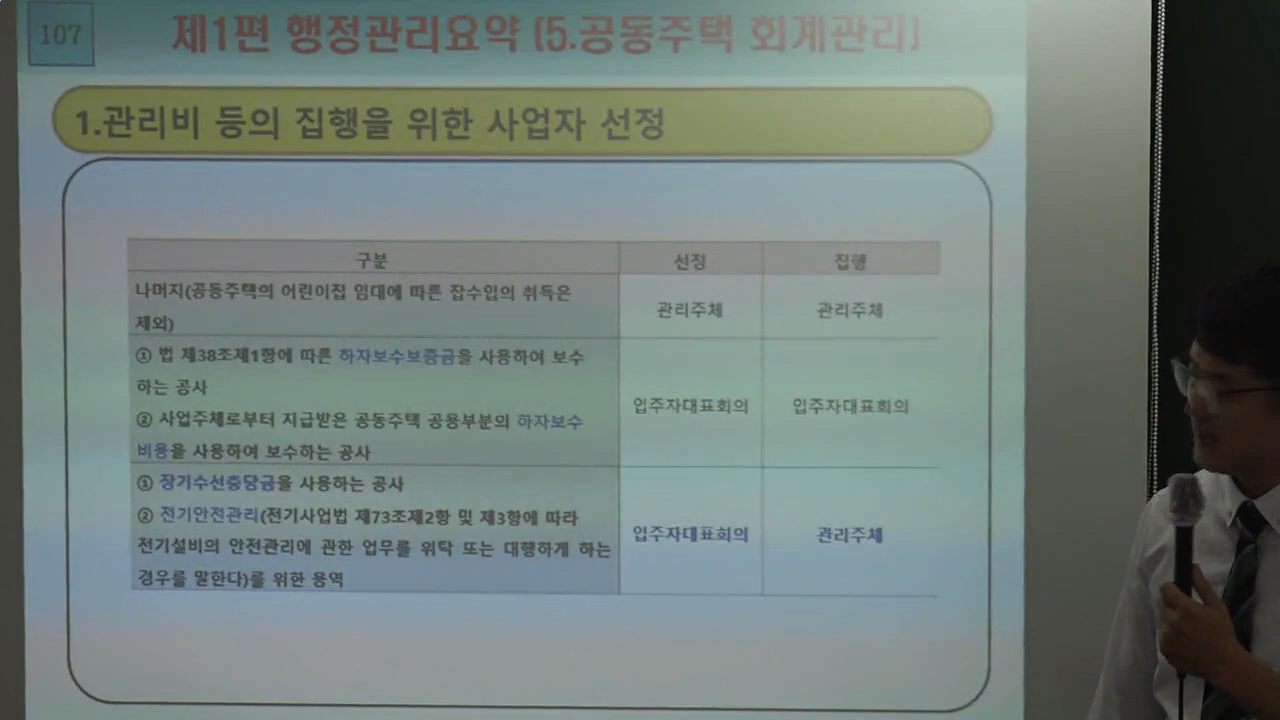 107
제1편 행정관리요약 (5.공동주택 회계관리)
1.관리비 등의 집행을 위한 사업자 선정
구분 선정 집행
나머지(공동주택의 어린이집 임대에 따른 잡수입의 취득은
제외)
관리주체 관리주체
① 법 제38조제1항에 따른 하자보수보증금을 사용하여 보수
하는 공사
② 사업주체로부터 지급받은 공동주택 공용부분의 하자보수
비용을 사용하여 보수하는 공사
입주자대표회의 입주자대표회의
① 장기수선충당금을 사용하는 공사
② 전기안전관리(전기사업법 제73조제2항 및 제3항에 따라
전기설비의 안전관리에 관한 업무를 위탁 또는 대행하게 하는
경우를 말한다)를 위한 용역
입주자대표회의 관리주체